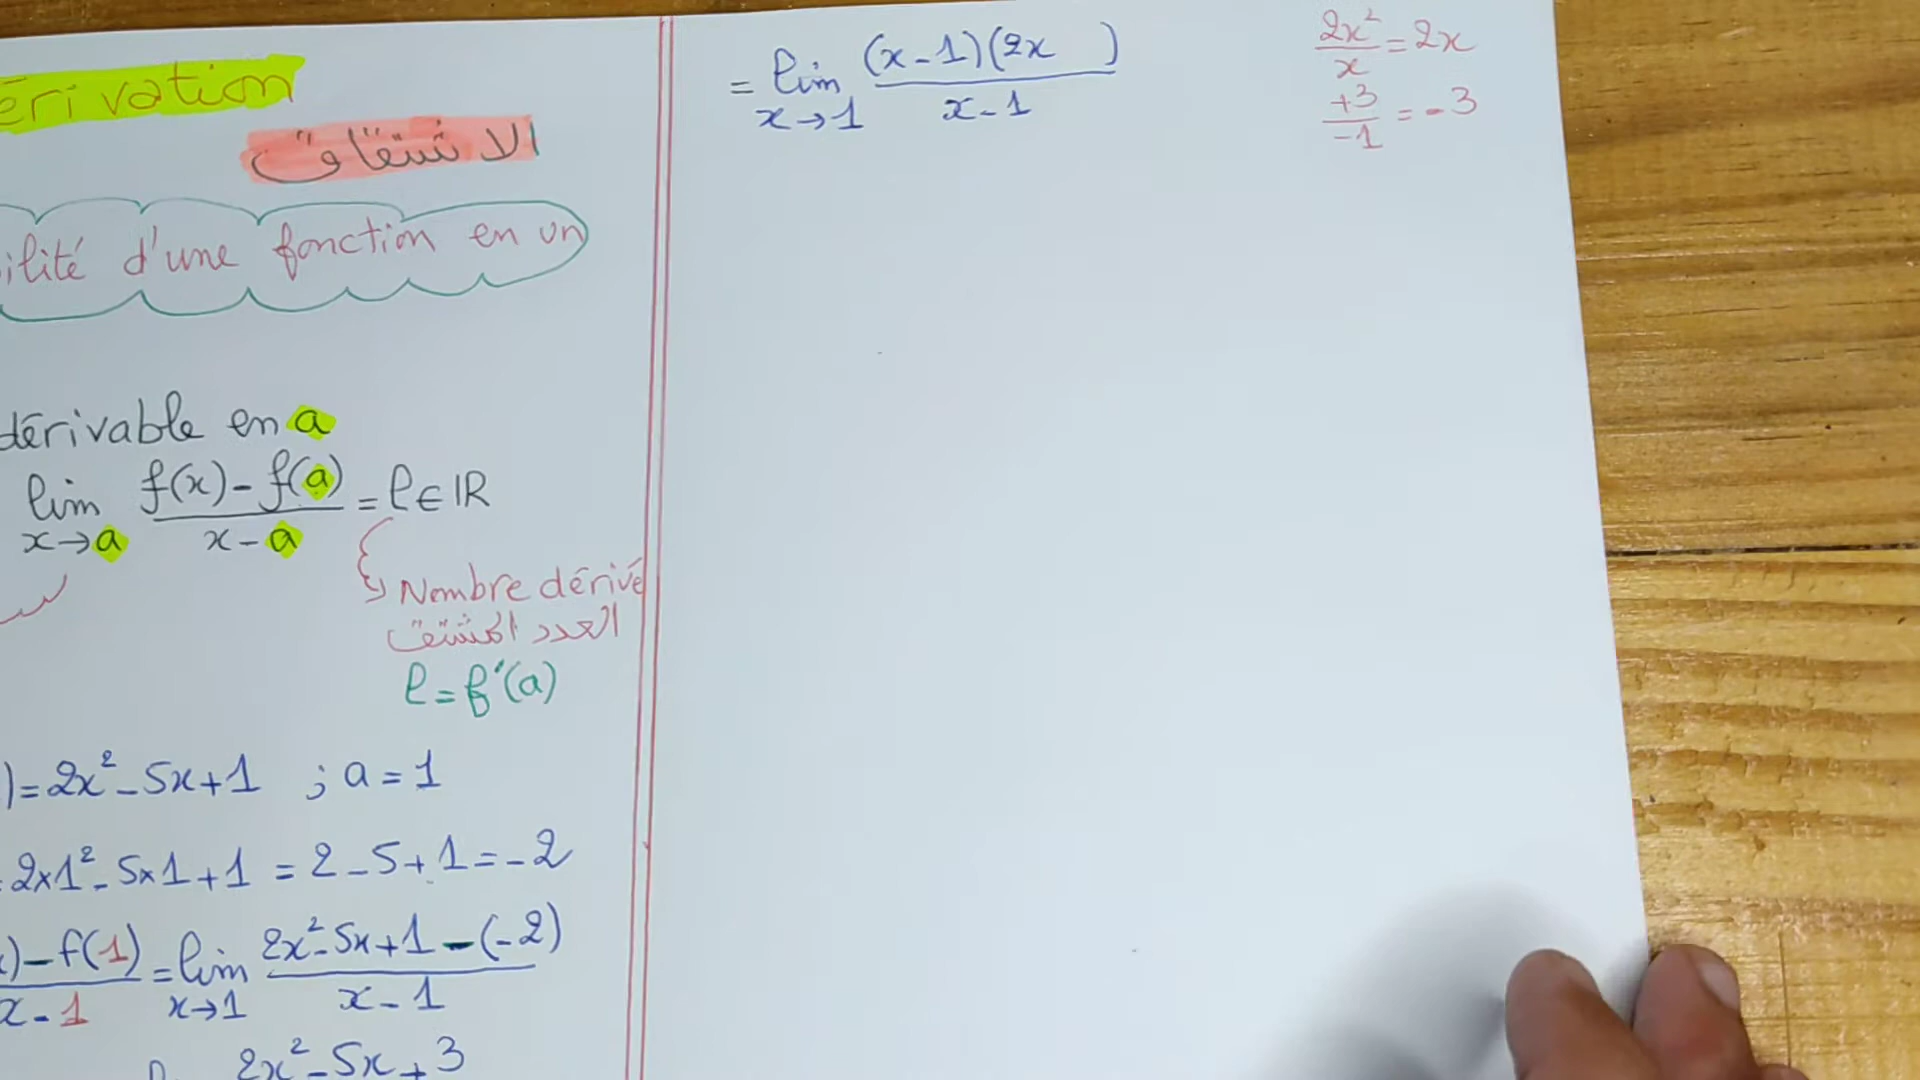 érivation
الاشتقاق
ilité d'une fonction en un
dérivable en a
lim f(x)-f(a) / x-a = l ∈ IR
x→a
Nombre dérivé
العدد المشتق
l = f'(a)
)=2x²-5x+1 ; a=1
2x1²-5x1+1 = 2-5+1=-2
)-f(1) / x-1 = lim 2x²-5x+1-(-2) / x-1
x→1
2x²-5x+3
= lim (x-1)(2x ) / x-1
x→1
2x² / x = 2x
+3 / -1 = -3